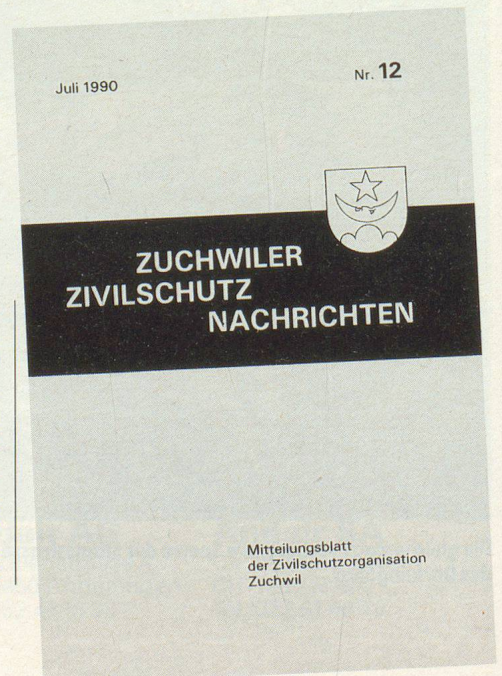 Juli 1990
Nr. 12
ZUCHWILER
ZIVILSCHUTZ
NACHRICHTEN
Mitteilungsblatt
der Zivilschutzorganisation
Zuchwil